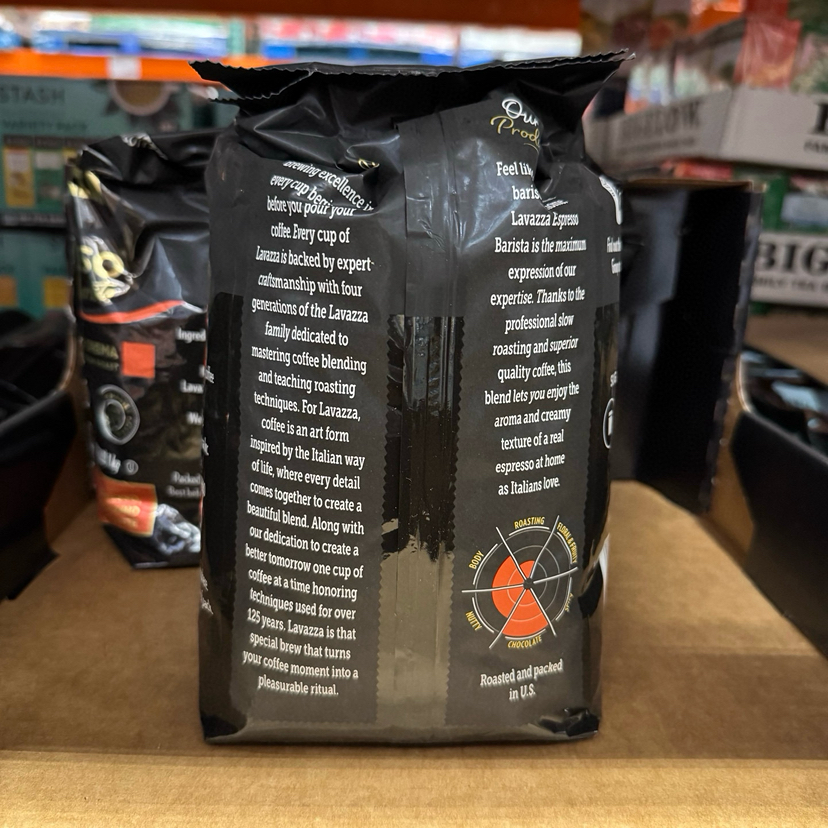 brewing excellence in
every cup
before you pour your
coffee. Every cup of
Lavazza is backed by expert
craftsmanship with four
generations of the Lavazza
family dedicated to
mastering coffee blending
and teaching roasting
techniques. For Lavazza,
coffee is an art form
inspired by the Italian way
of life, where every detail
comes together to create a
beautiful blend. Along with
our dedication to create a
better tomorrow one cup of
coffee at a time honoring
techniques used for over
125 years. Lavazza is that
special brew that turns
your coffee moment into a
pleasurable ritual.
Our
Feel
Lavazza Espresso
Barista is the maximum
expression of our
expertise. Thanks to the
professional slow
roasting and superior
quality coffee, this
blend lets you enjoy the
aroma and creamy
texture of a real
espresso at home
as Italians love.
ROASTING
FLORAL & FRUITY
BODY
NUTTY
CHOCOLATE
Roasted and packed
in U.S.
STASH
BIGELOW